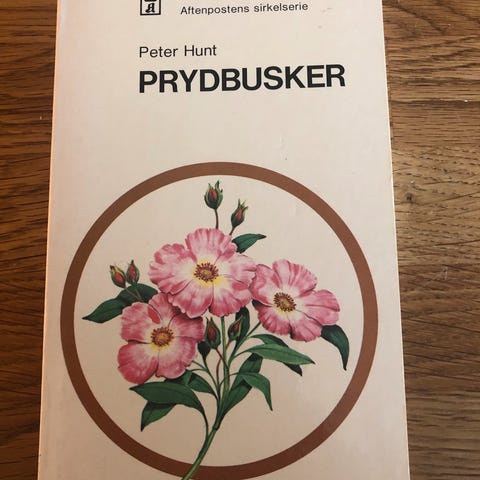 a
Aftenpostens sirkelserie
Peter Hunt
PRYDBUSKER